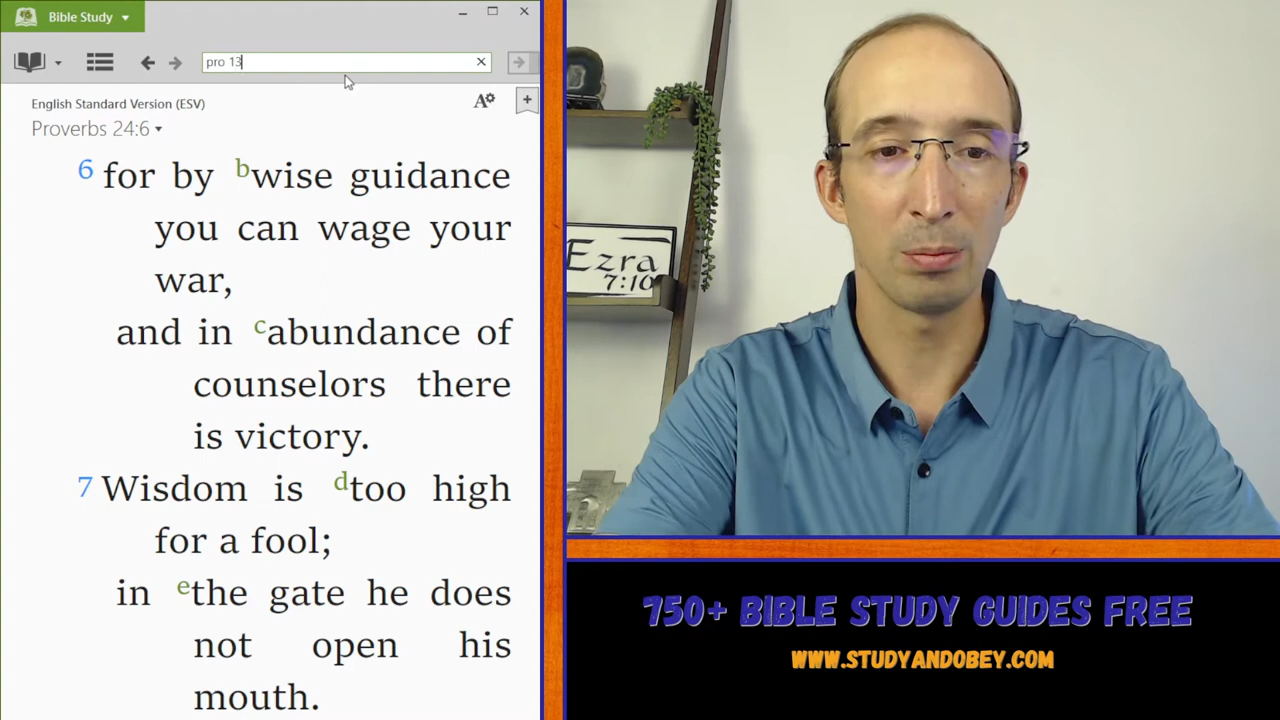 Bible Study
pro 13
English Standard Version (ESV)
Proverbs 24:6
6 for by bwise guidance
you can wage your
war,
and in cabundance of
counselors there
is victory.
7 Wisdom is dtoo high
for a fool;
in ethe gate he does
not open his
mouth.
Ezra
7:10
750+ BIBLE STUDY GUIDES FREE
WWW.STUDYANDOBEY.COM